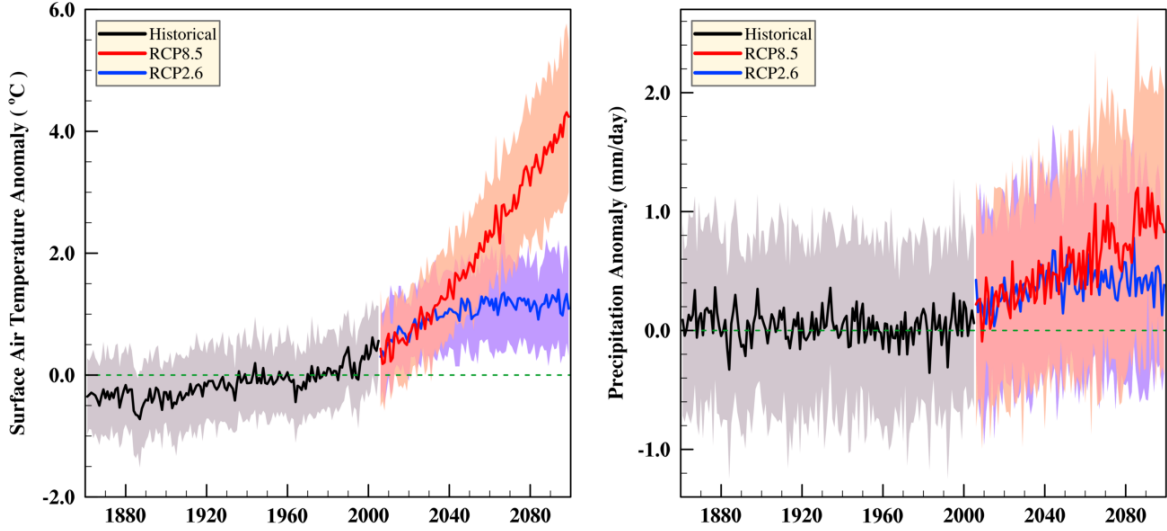 Surface Air Temperature Anomaly ( °C )
6.0
4.0
2.0
0.0
-2.0
Historical
RCP8.5
RCP2.6
1880 1920 1960 2000 2040 2080
Precipitation Anomaly (mm/day)
2.0
1.0
0.0
-1.0
Historical
RCP8.5
RCP2.6
1880 1920 1960 2000 2040 2080